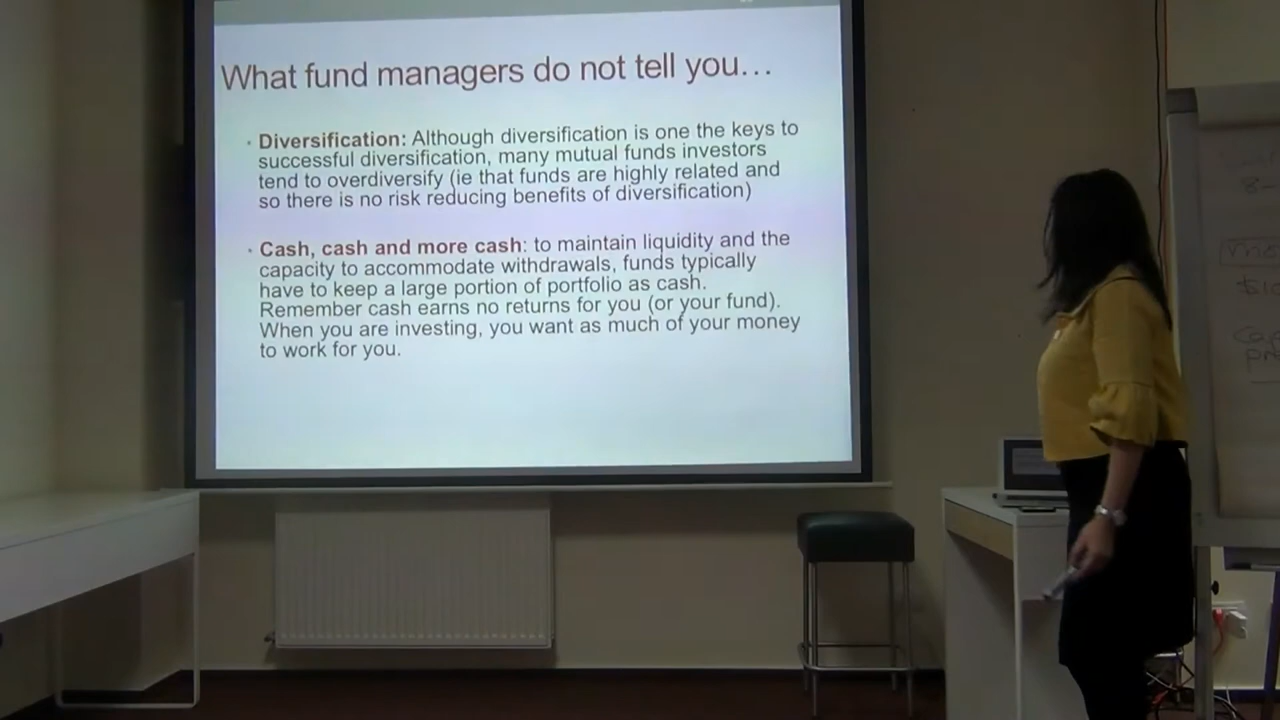 What fund managers do not tell you…
• Diversification: Although diversification is one the keys to
successful diversification, many mutual funds investors
tend to overdiversify (ie that funds are highly related and
so there is no risk reducing benefits of diversification)
• Cash, cash and more cash: to maintain liquidity and the
capacity to accommodate withdrawals, funds typically
have to keep a large portion of portfolio as cash.
Remember cash earns no returns for you (or your fund).
When you are investing, you want as much of your money
to work for you.